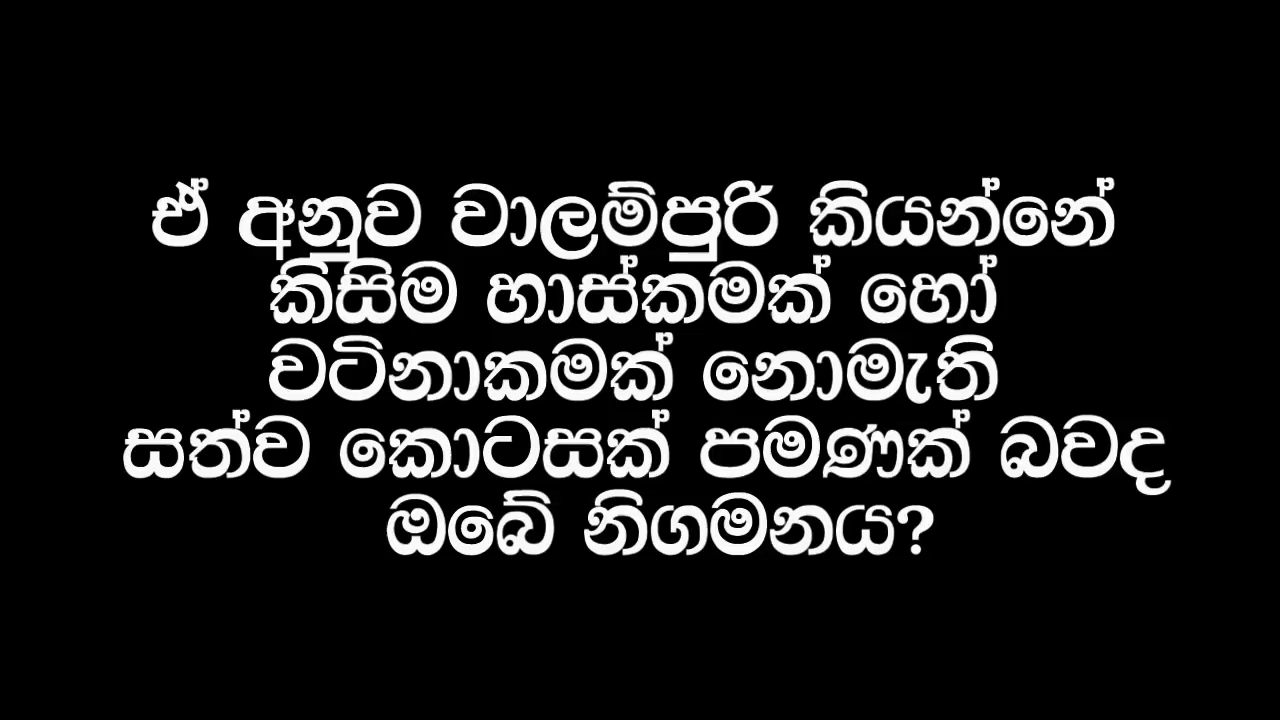 ඒ අනුව වාලම්පුරි කියන්නේ
කිසිම හාස්කමක් හෝ
වටිනාකමක් නොමැති
සත්ව කොටසක් පමණක් බවද
ඔබේ නිගමනය?